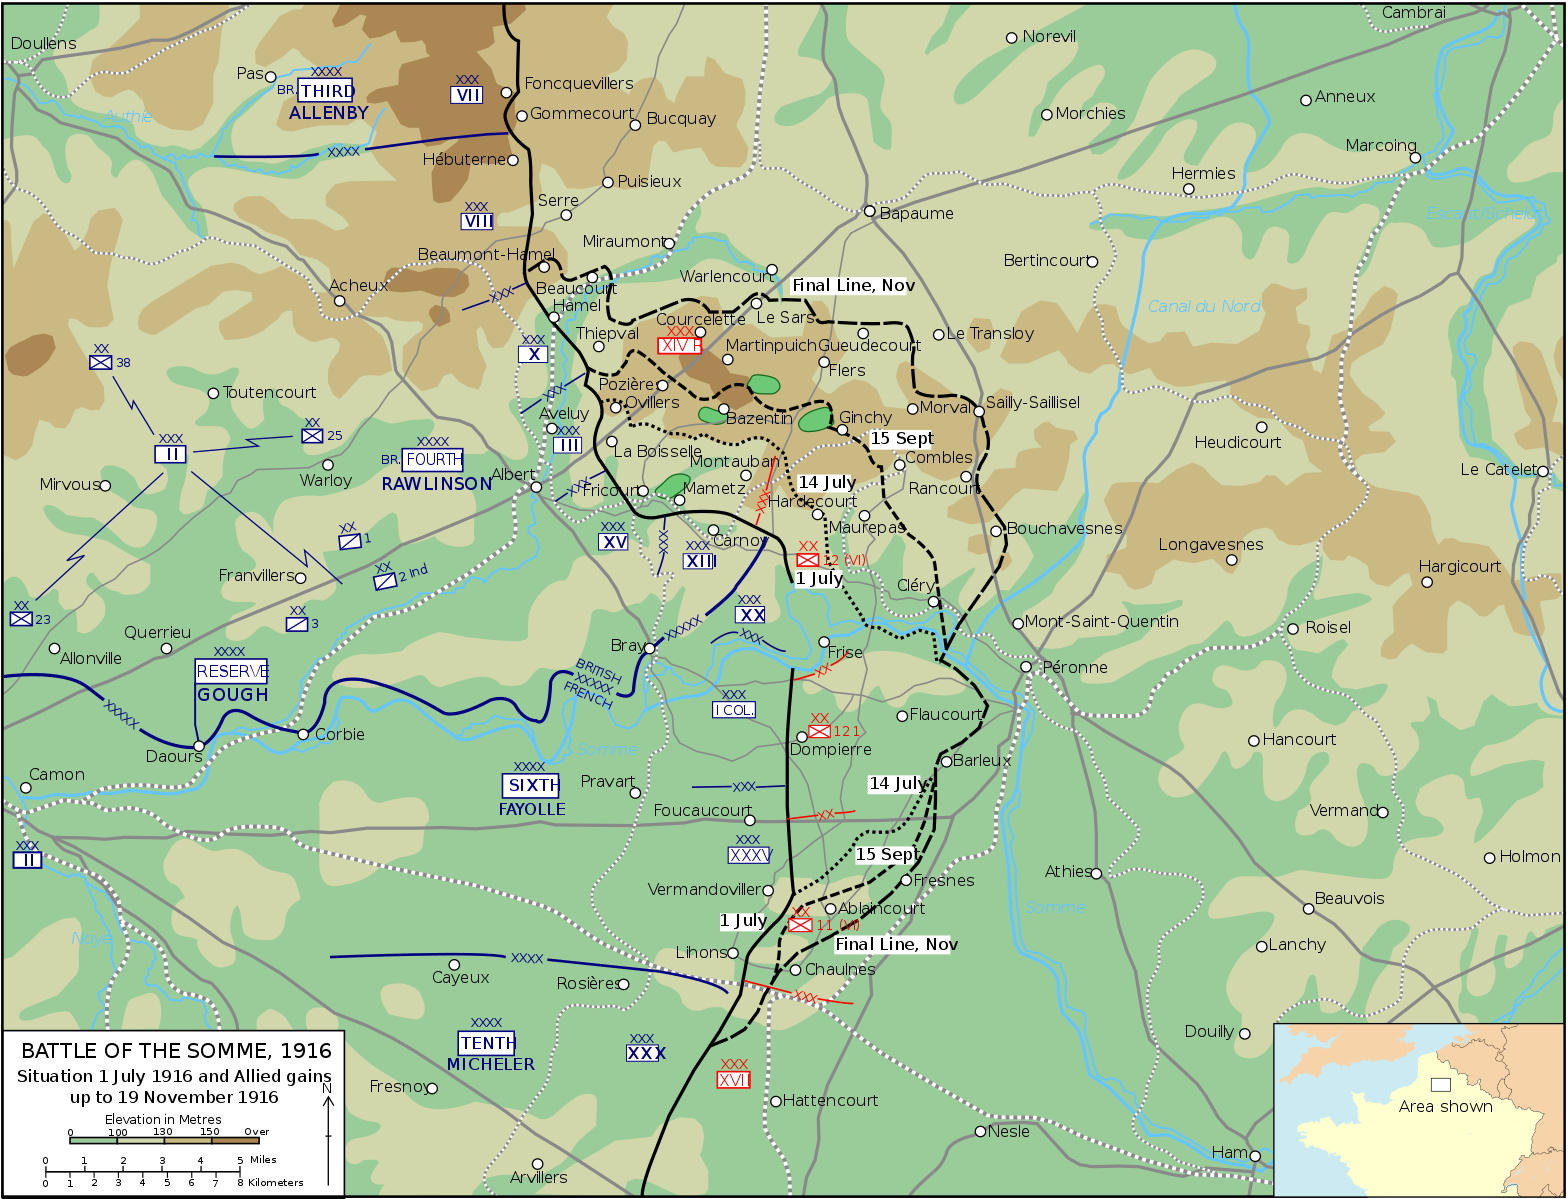 Doullens
Pas
XXXX
BR. THIRD
ALLENBY
XXX
VII
Foncquevillers
Gommecourt
Bucquay
Norevil
Cambrai
Anneux
Morchies
Authie
XXXX
Hébuterne
Marcoing
Hermies
Puisieux
Serre
XXX
VIII
Bapaume
Escaut/Scheld
Miraumont
Beaumont-Hamel
Warlencourt
Bertincourt
Acheux
XXX
Beaucourt
Final Line, Nov
Hamel
Canal du Nord
Courcelette
Le Sars
XXX
XIV R
Thiepval
XXX
X
Martinpuich
Gueudecourt
Le Transloy
XX
38
Flers
Toutencourt
XXX
Pozière
Ovillers
Bazentin
Morval
Sailly-Saillisel
Aveluy
Ginchy
XX
25
XXX
II
XXX
III
15 Sept
Heudicourt
XXXX
BR. FOURTH
RAWLINSON
La Boisselle
Montauban
Combles
Le Catelet
Warloy
Albert
Mirvous
XXX
Fricourt
Mametz
14 July
Rancourt
XXX
Hardecourt
Maurepas
Bouchavesnes
XX
1
XXX
XV
XXX
XXX
XIII
Carnoy
XX
12 (VI)
Longavesnes
Hargicourt
Franvillers
XX
2 Ind
1 July
Cléry
XX
23
XX
3
XXX
XX
Mont-Saint-Quentin
Roisel
Querrieu
Allonville
XXXXX
XXX
Bray
Frise
XXXX
RESERVE
GOUGH
BRITISH
XXXXX
FRENCH
XX
Péronne
XXX
I COL.
XXXXX
XX
121
Flaucourt
Corbie
Daours
Somme
Dompierre
Hancourt
Barleux
Camon
XXXX
SIXTH
FAYOLLE
Pravart
XXX
14 July
Foucaucourt
XX
Vermand
XXX
II
XXX
XXXV
15 Sept
Holmon
Athies
Vermandoviller
Fresnes
Beauvois
1 July
XX
11 (VI)
Ablaincourt
Somme
Noye
Final Line, Nov
Lanchy
XXXX
Lihons
Cayeux
Chaulnes
Rosières
XXX
XXXX
TENTH
MICHELER
XXX
XXX
Douilly
XXX
XVII
Fresnoy
Hattencourt
Nesle
Ham
Arvillers
BATTLE OF THE SOMME, 1916
Situation 1 July 1916 and Allied gains
up to 19 November 1916
N
Elevation in Metres
0 100 130 150 Over
0 1 2 3 4 5 Miles
0 1 2 3 4 5 6 7 8 Kilometers
Area shown